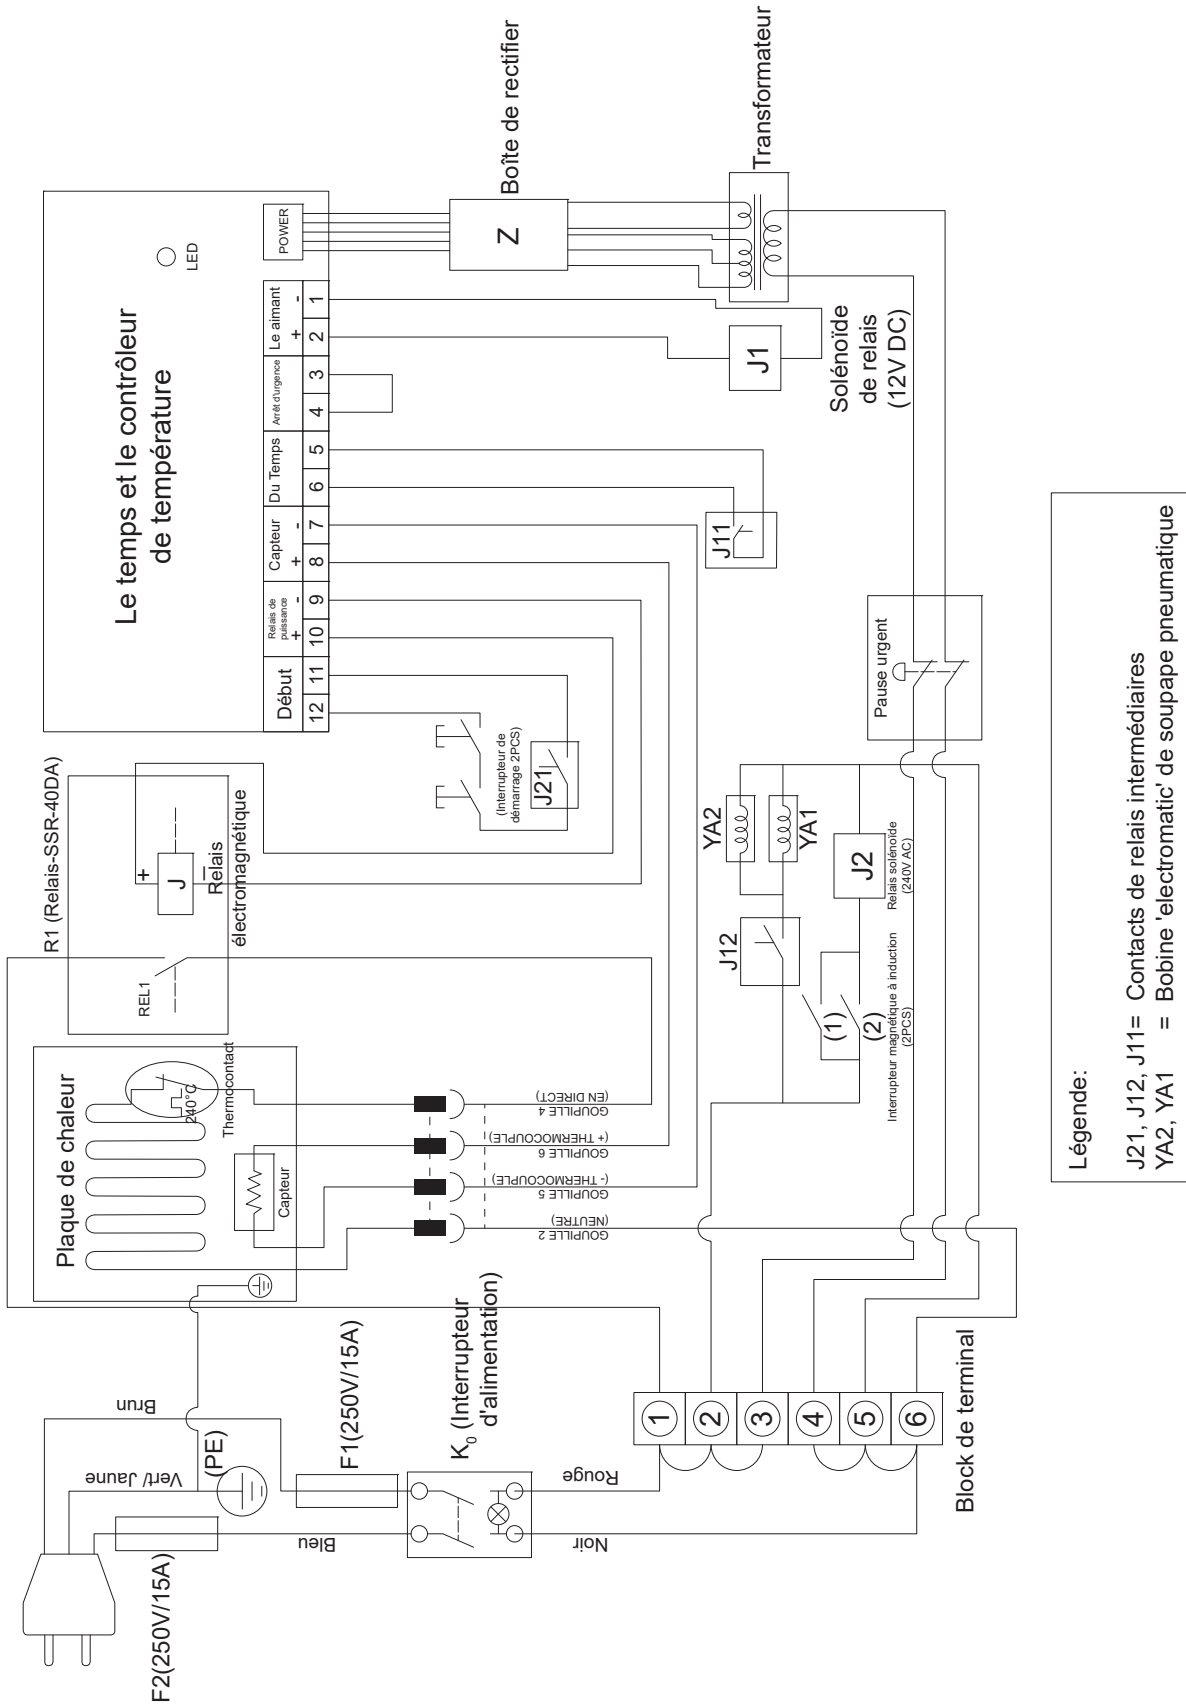 Le temps et le contrôleur
de température
LED
POWER
Le aimant
Arrêt d'urgence
Du Temps
Capteur
Relais de
puissance
Début
+ -
+ -
+ -
12 11 10 9 8 7 6 5 4 3 2 1
Boîte de rectifier
Z
Transformateur
J1
Solénoïde
de relais
(12V DC)
J11
(Interrupteur de
démarrage 2PCS)
J21
R1 (Relais-SSR-40DA)
REL1
+
J
-
Relais
électromagnétique
Plaque de chaleur
240°C
Thermocontact
Capteur
GOUPILLE 4
(EN DIRECT)
GOUPILLE 6
(+ THERMOCOUPLE)
GOUPILLE 5
(- THERMOCOUPLE)
GOUPILLE 2
(NEUTRE)
Pause urgent
YA2
YA1
J12
J2
Relais solénoïde
(240V AC)
(1)
(2)
Interrupteur magnétique à induction
(2PCS)
Brun
Vert/ Jaune
(PE)
Bleu
F2(250V/15A)
F1(250V/15A)
K0 (Interrupteur
d'alimentation)
Rouge
Noir
1
2
3
4
5
6
Block de terminal
Légende:
J21, J12, J11= Contacts de relais intermédiaires
YA2, YA1 = Bobine 'electromatic' de soupape pneumatique